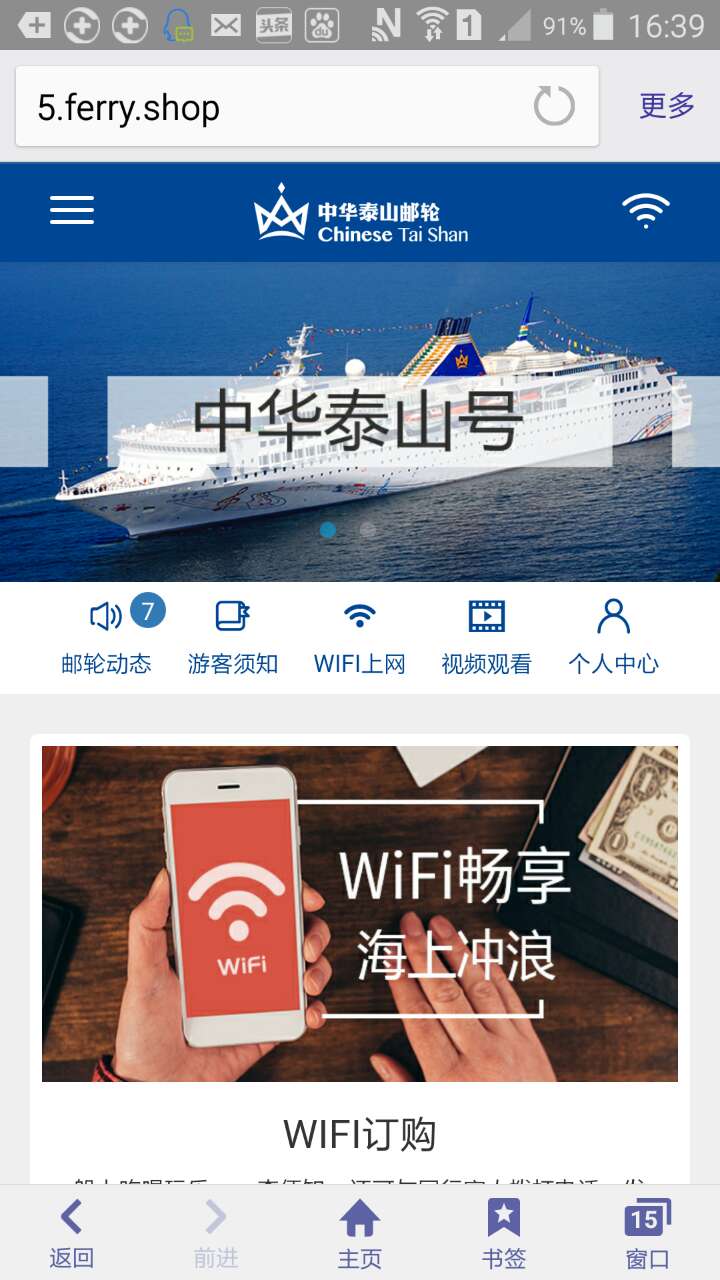 头条
du
N
1
91%
16:39
5.ferry.shop
更多
中华泰山邮轮
Chinese Tai Shan
中华泰山号
7
邮轮动态
游客须知
WIFI上网
视频观看
个人中心
WiFi畅享
海上冲浪
WiFi
WIFI订购
返回
前进
主页
书签
15
窗口